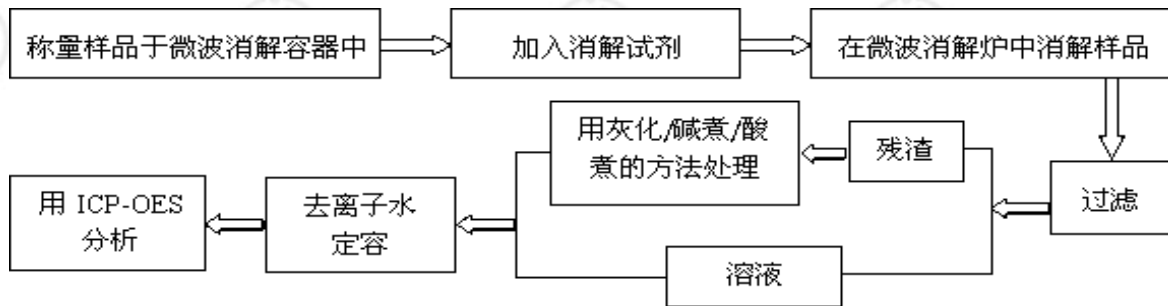 称量样品于微波消解容器中
加入消解试剂
在微波消解炉中消解样品
过滤
残渣
用灰化/碱煮/酸
煮的方法处理
溶液
去离子水
定容
用 ICP-OES
分析